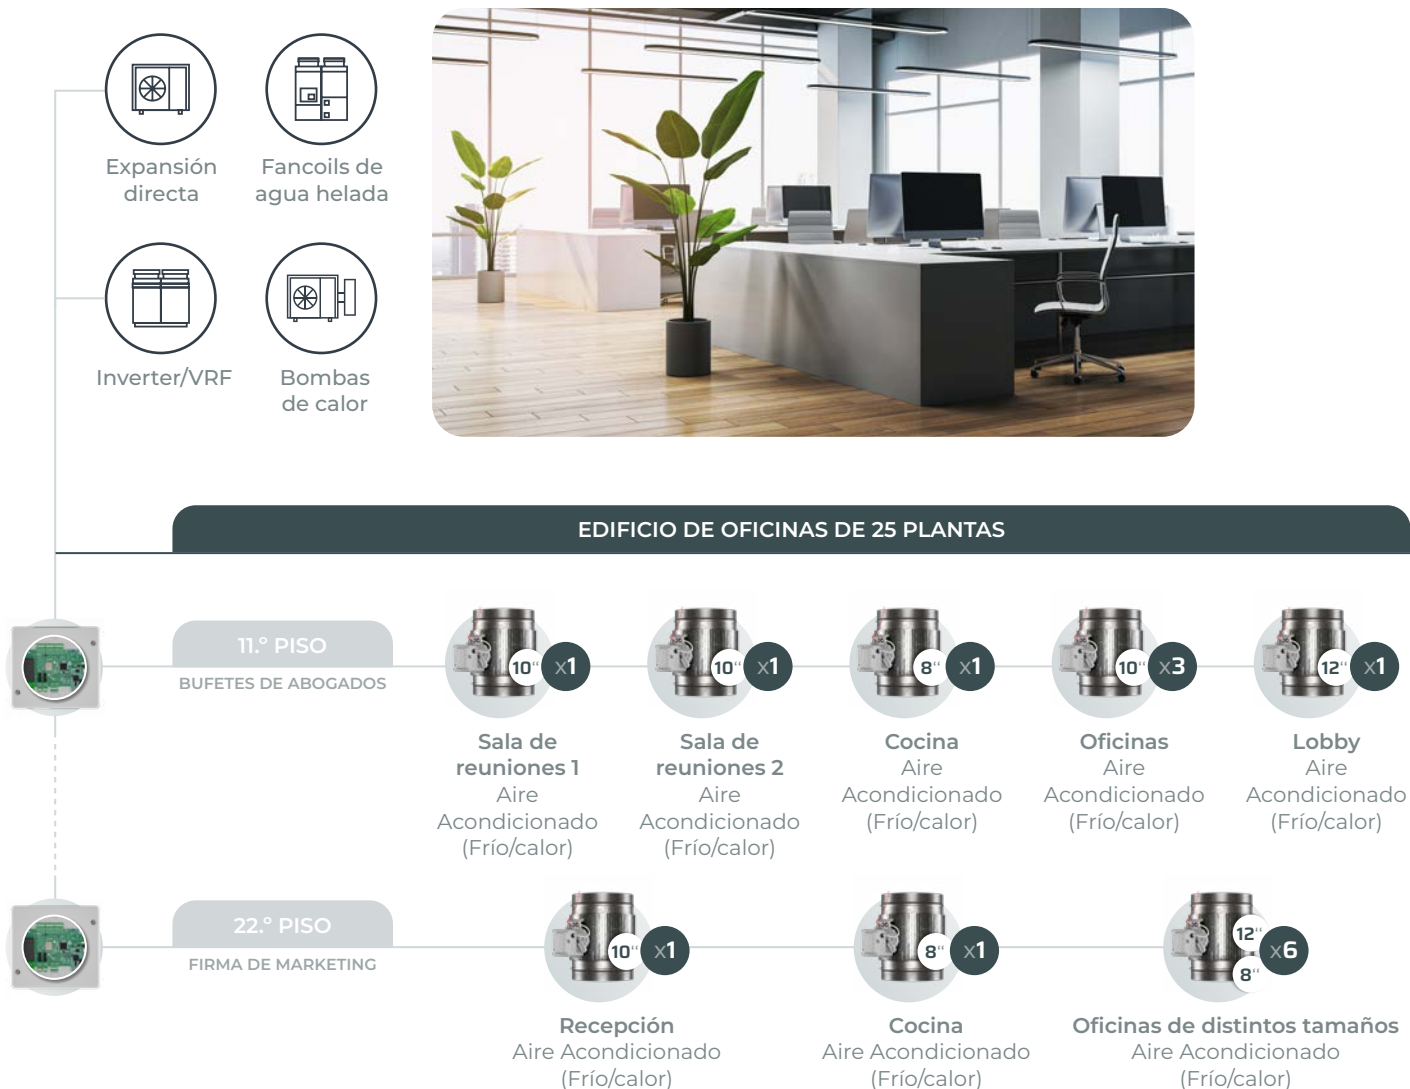 Expansión
directa
Fancoils de
agua helada
Inverter/VRF
Bombas
de calor
EDIFICIO DE OFICINAS DE 25 PLANTAS
11.º PISO
BUFETES DE ABOGADOS
10“ x1
10“ x1
8“ x1
10“ x3
12“ x1
Sala de
reuniones 1
Aire
Acondicionado
(Frío/calor)
Sala de
reuniones 2
Aire
Acondicionado
(Frío/calor)
Cocina
Aire
Acondicionado
(Frío/calor)
Oficinas
Aire
Acondicionado
(Frío/calor)
Lobby
Aire
Acondicionado
(Frío/calor)
22.º PISO
FIRMA DE MARKETING
10“ x1
8“ x1
12“
x6
8“
Recepción
Aire Acondicionado
(Frío/calor)
Cocina
Aire Acondicionado
(Frío/calor)
Oficinas de distintos tamaños
Aire Acondicionado
(Frío/calor)